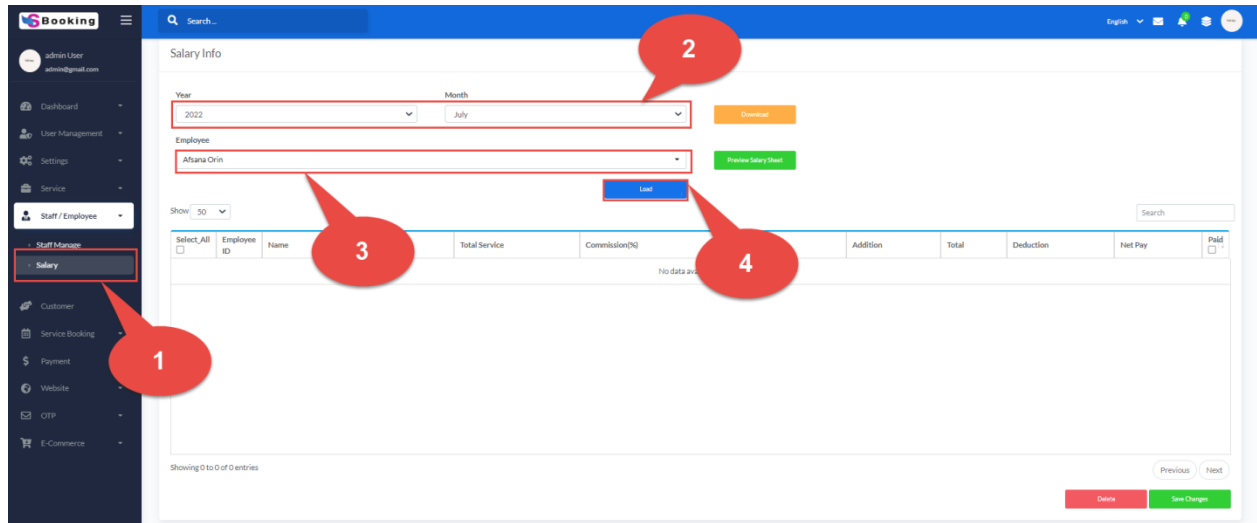 Booking
Search...
English
admin User
admin@gmail.com
Dashboard
User Management
Settings
Service
Staff / Employee
Staff Manage
Salary
Customer
Service Booking
Payment
Website
OTP
E-Commerce
Salary Info
Year
Month
2022
July
Download
Employee
Afsana Orin
Preview Salary Sheet
Load
Show 50
Search
Select_All
Employee ID
Name
Total Service
Commission(%)
Addition
Total
Deduction
Net Pay
Paid
No data ava
Showing 0 to 0 of 0 entries
Previous
Next
Delete
Save Changes
1
2
3
4